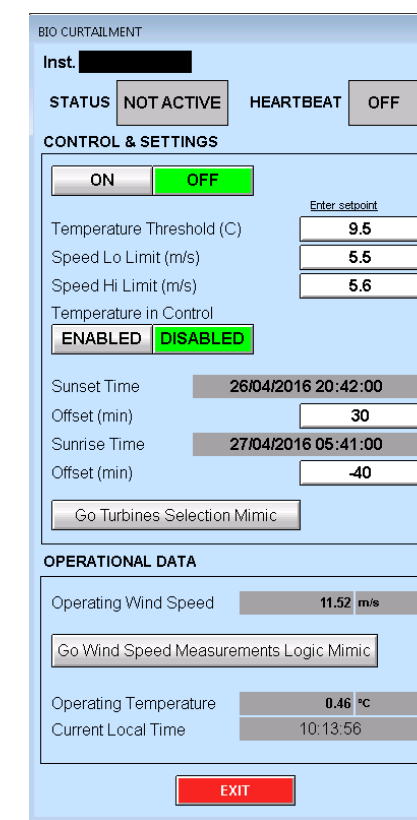 BIO CURTAILMENT
Inst.
STATUS NOT ACTIVE HEARTBEAT OFF
CONTROL & SETTINGS
ON OFF
Enter setpoint
Temperature Threshold (C) 9.5
Speed Lo Limit (m/s) 5.5
Speed Hi Limit (m/s) 5.6
Temperature in Control
ENABLED DISABLED
Sunset Time 26/04/2016 20:42:00
Offset (min) 30
Sunrise Time 27/04/2016 05:41:00
Offset (min) -40
Go Turbines Selection Mimic
OPERATIONAL DATA
Operating Wind Speed 11.52 m/s
Go Wind Speed Measurements Logic Mimic
Operating Temperature 0.46 °C
Current Local Time 10:13:56
EXIT